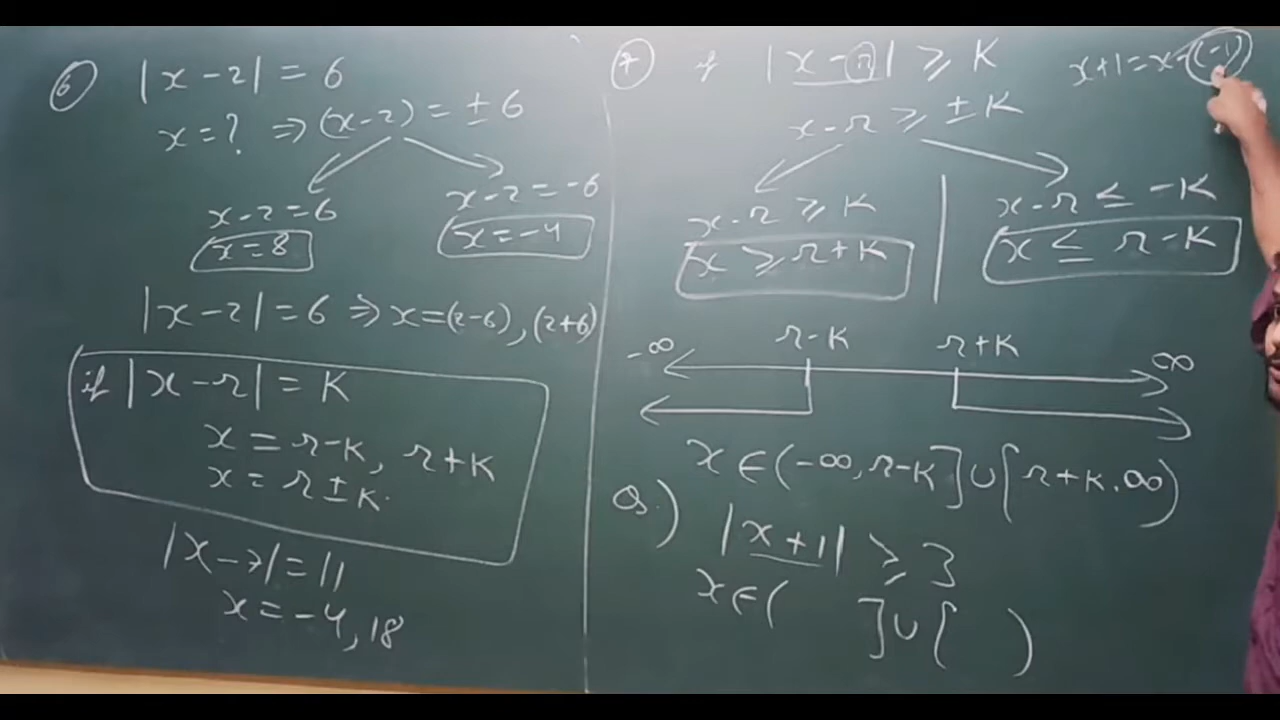 6 |x - 2| = 6
x = ? ⇒ (x - 2) = ± 6
x - 2 = 6
x = 8
x - 2 = -6
x = -4
|x - 2| = 6 ⇒ x = (2 - 6), (2 + 6)
if |x - r| = K
x = r - K, r + K
x = r ± K.
|x - 7| = 11
x = -4, 18
7 if |x - r| ≥ K
x + 1 = x - (-1)
x - r ≥ ± K
x - r ≥ K
x ≥ r + K
x - r ≤ - K
x ≤ r - K
-∞ r - K r + K ∞
x ∈ (-∞, r - K] ∪ [r + K, ∞)
Qs.) |x + 1| ≥ 3
x ∈ ( ] ∪ [ )